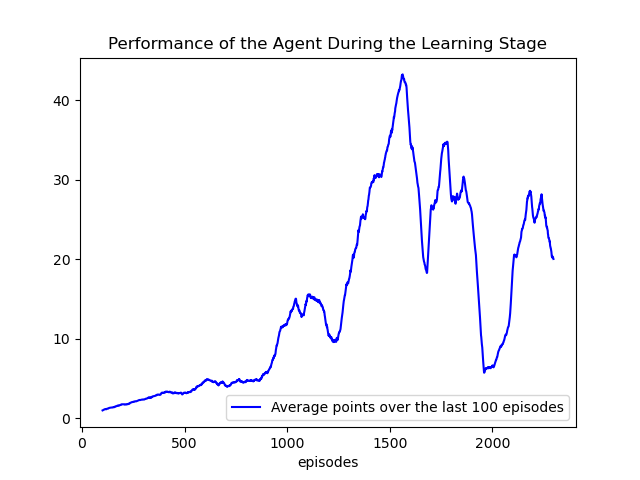 Performance of the Agent During the Learning Stage
40
30
20
10
0
Average points over the last 100 episodes
0 500 1000 1500 2000
episodes